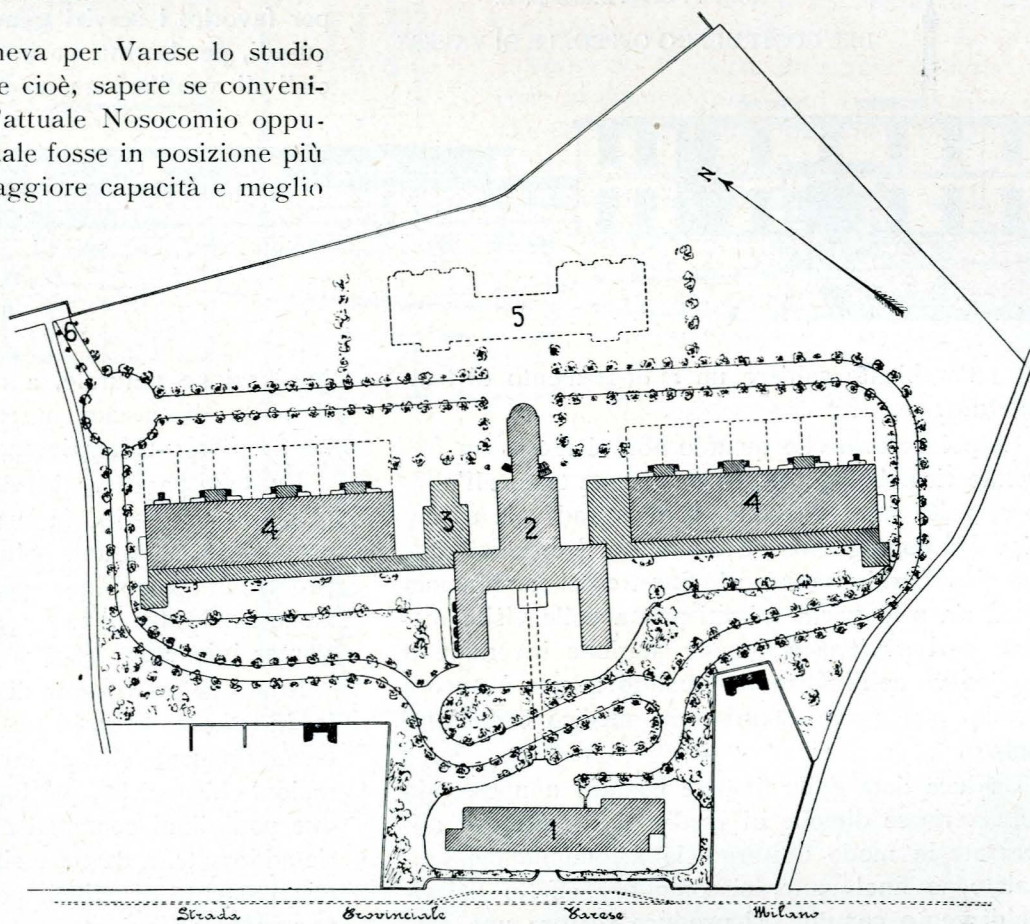 neva per Varese lo studio
e cioè, sapere se conveni-
'attuale Nosocomio oppu-
ale fosse in posizione più
aggiore capacità e meglio
N
5
6
4
3
2
4
1
Strada Provinciale Varese Milano